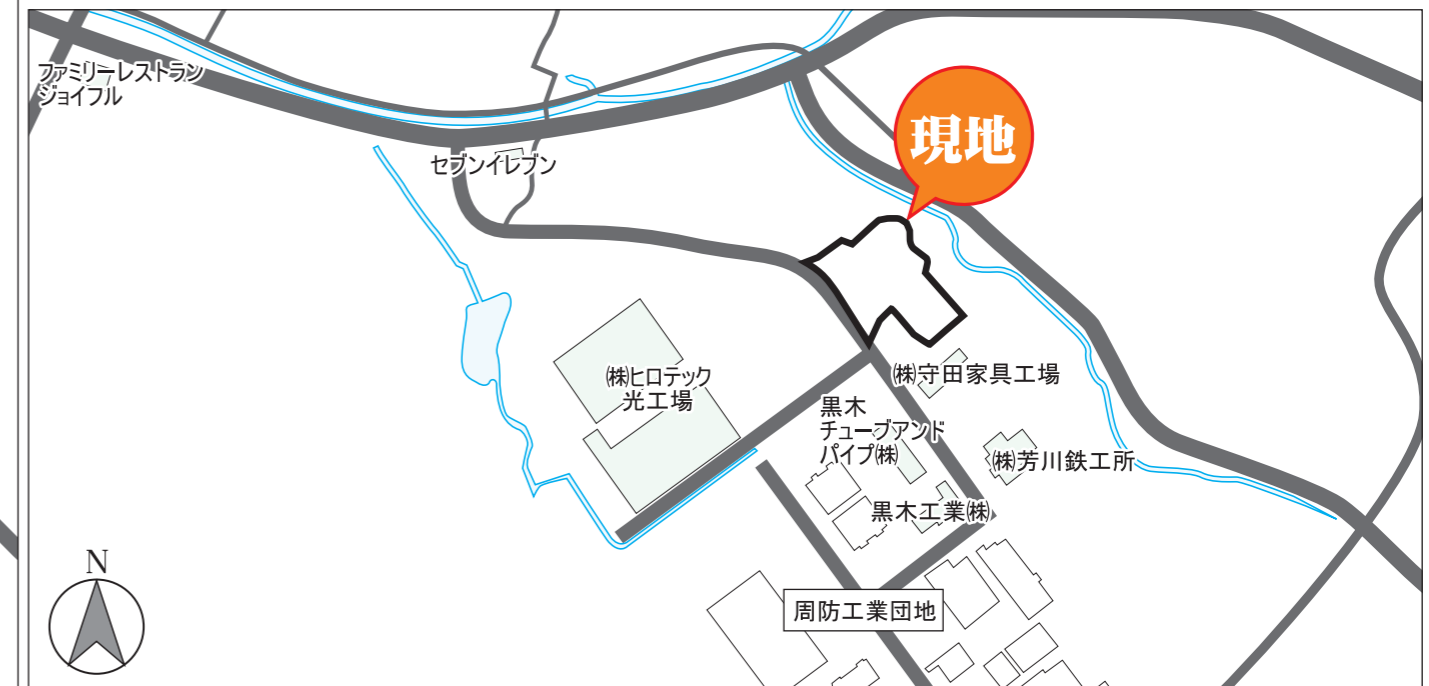 ファミリーレストラン
ジョイフル
現地
セブンイレブン
㈱ヒロテック
光工場
㈱守田家具工場
黒木
チューブアンド
パイプ㈱
㈱芳川鉄工所
黒木工業㈱
N
周防工業団地